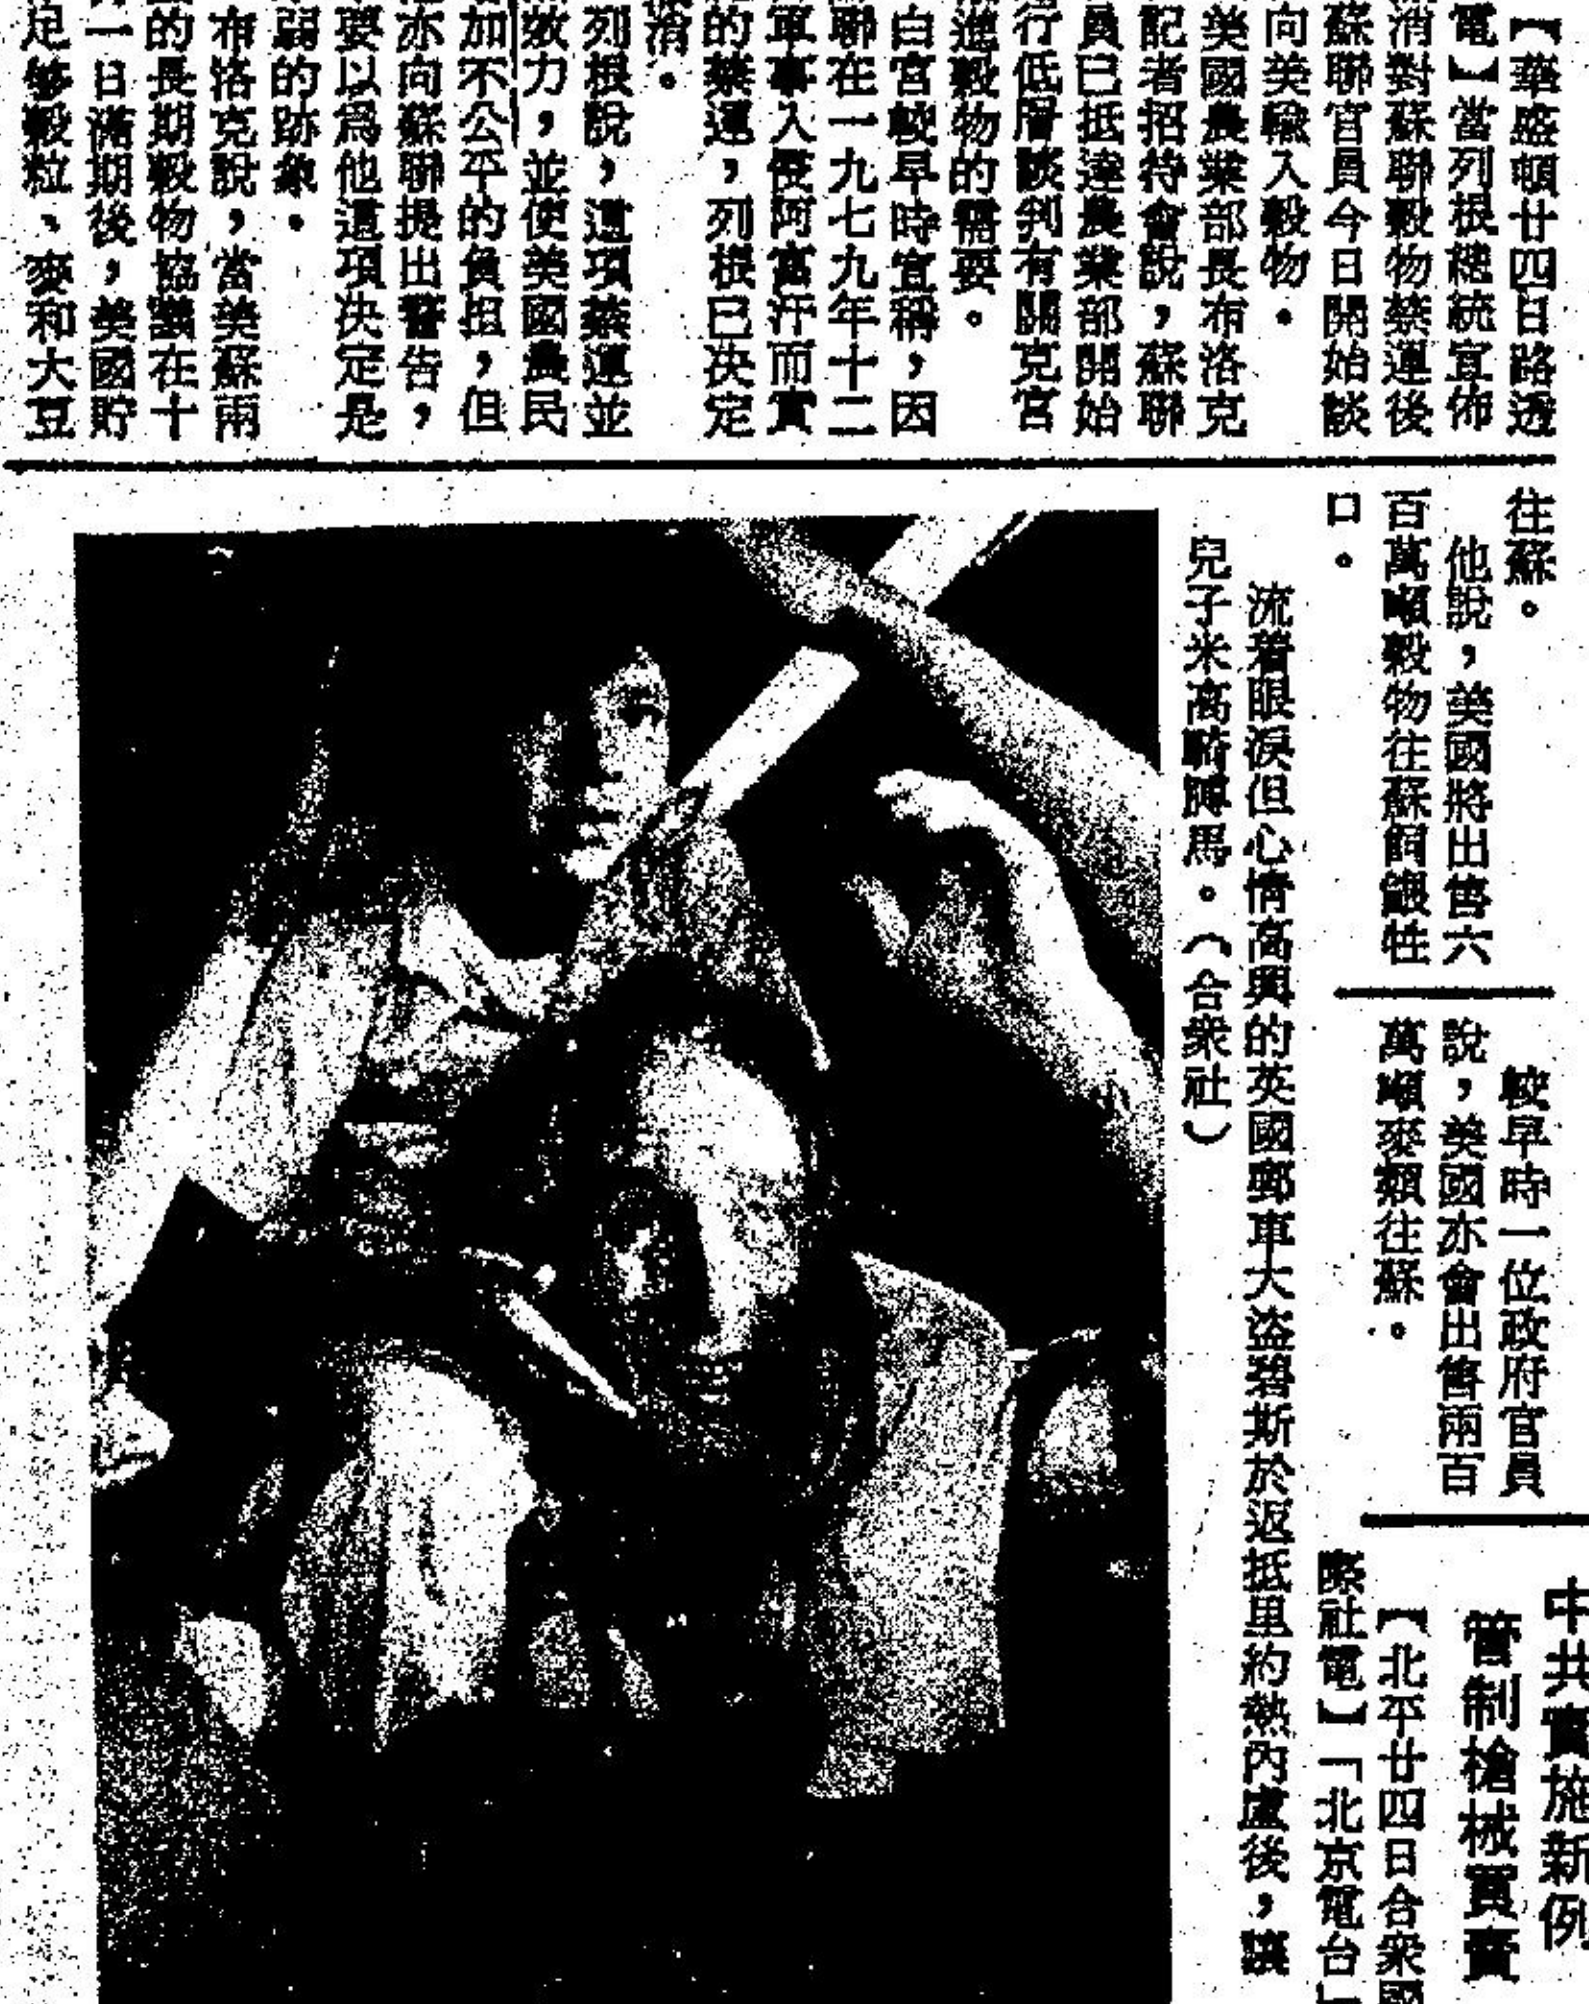 【華盛頓廿四日路透
電】當列根總統宣佈
消對蘇聯穀物禁運後
蘇聯官員今日開始談
向美輸入穀物。
美國農業部長布洛克
記者招待會說，蘇聯
員已抵達農業部開始
行低層談判有關克宮
進穀物的需要。
白宮較早時宣稱，因
聯在一九七九年十二
軍事入侵阿富汗而實
的禁運，列根已決定
消。
列根說，這項禁運並
效力，並使美國農民
加不公平的負担，但
亦向蘇聯提出警告，
要以為他這項決定是
弱的跡象。
布洛克說，當美蘇兩
的長期穀物協議在十
一日滿期後，美國貯
足夠穀粒、麥和大豆
往蘇。
他說，美國將出售六
百萬噸穀物往蘇飼餵牲
口。
較早時一位政府官員
說，美國亦會出售兩百
萬噸麥類往蘇。
流着眼淚但心情高興的英國郵車大盜碧斯於返抵里約熱內盧後，讓
兒子米高騎膊馬。（合衆社）
中共實施新例
管制槍械買賣
【北平廿四日合衆國
際社電】「北京電台」